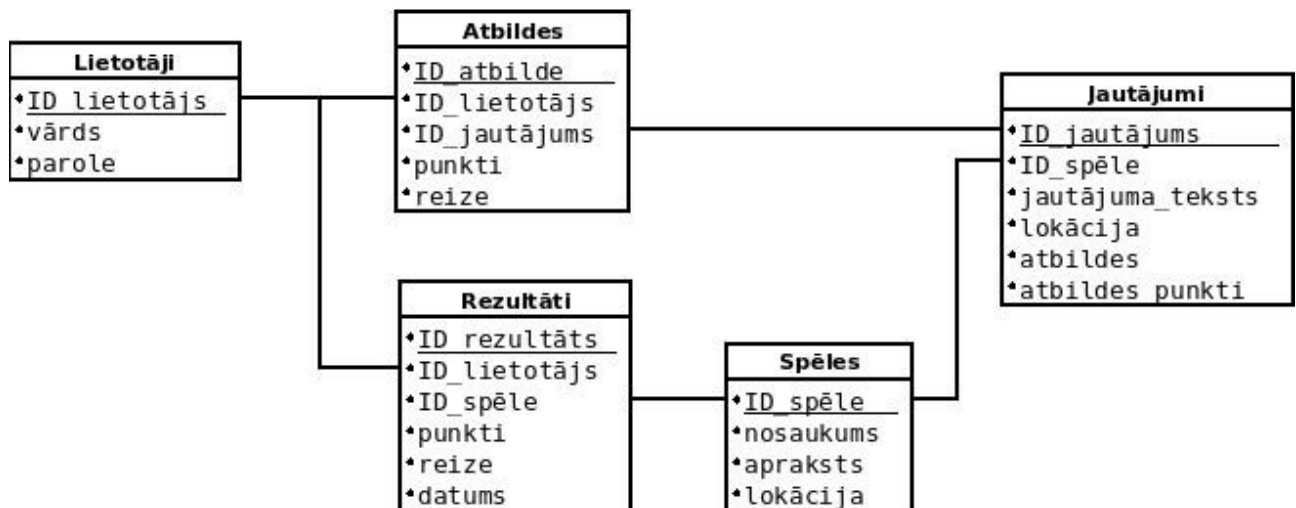 Lietotāji
ID_lietotājs
vārds
parole
Atbildes
ID_atbilde
ID_lietotājs
ID_jautājums
punkti
reize
Jautājumi
ID_jautājums
ID_spēle
jautājuma_teksts
lokācija
atbildes
atbildes_punkti
Rezultāti
ID_rezultāts
ID_lietotājs
ID_spēle
punkti
reize
datums
Spēles
ID_spēle
nosaukums
apraksts
lokācija